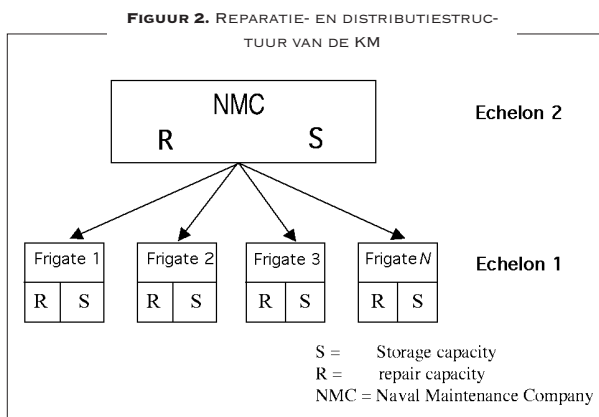 FIGUUR 2. REPARATIE- EN DISTRIBUTIESTRUC-
TUUR VAN DE KM
NMC
R S
Echelon 2
Frigate 1 Frigate 2 Frigate 3 Frigate N
R S R S R S R S
Echelon 1
S = Storage capacity
R = repair capacity
NMC = Naval Maintenance Company